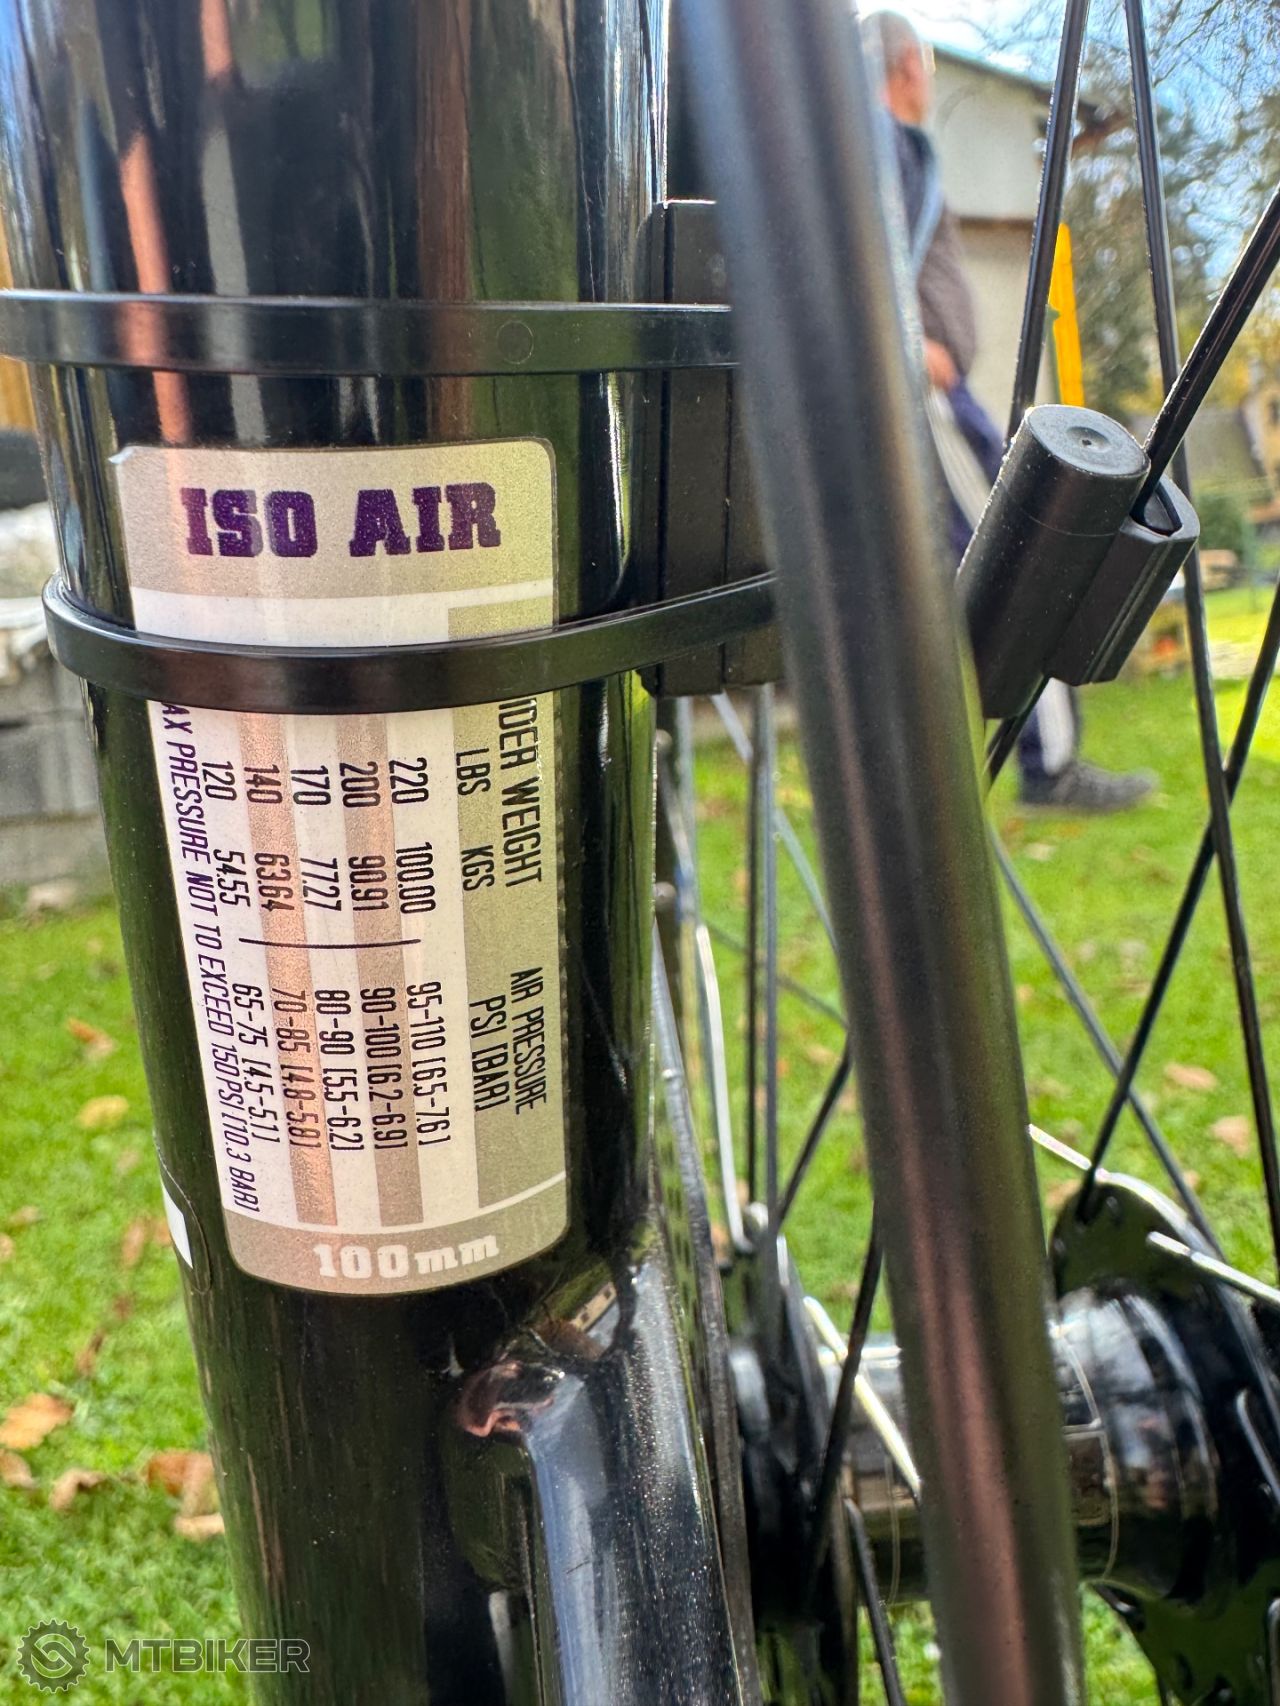 ISO AIR
IDER WEIGHT AIR PRESSURE
LBS KGS PSI (BAR)
220 100.00 95-110 (6.5-7.6)
200 90.91 90-100 (6.2-6.9)
170 77.27 80-90 (5.5-6.2)
140 63.64 70-85 (4.8-5.9)
120 54.55 65-75 (4.5-5.1)
AX PRESSURE NOT TO EXCEED 150 PSI (10.3 BAR)
100mm
MTBIKER